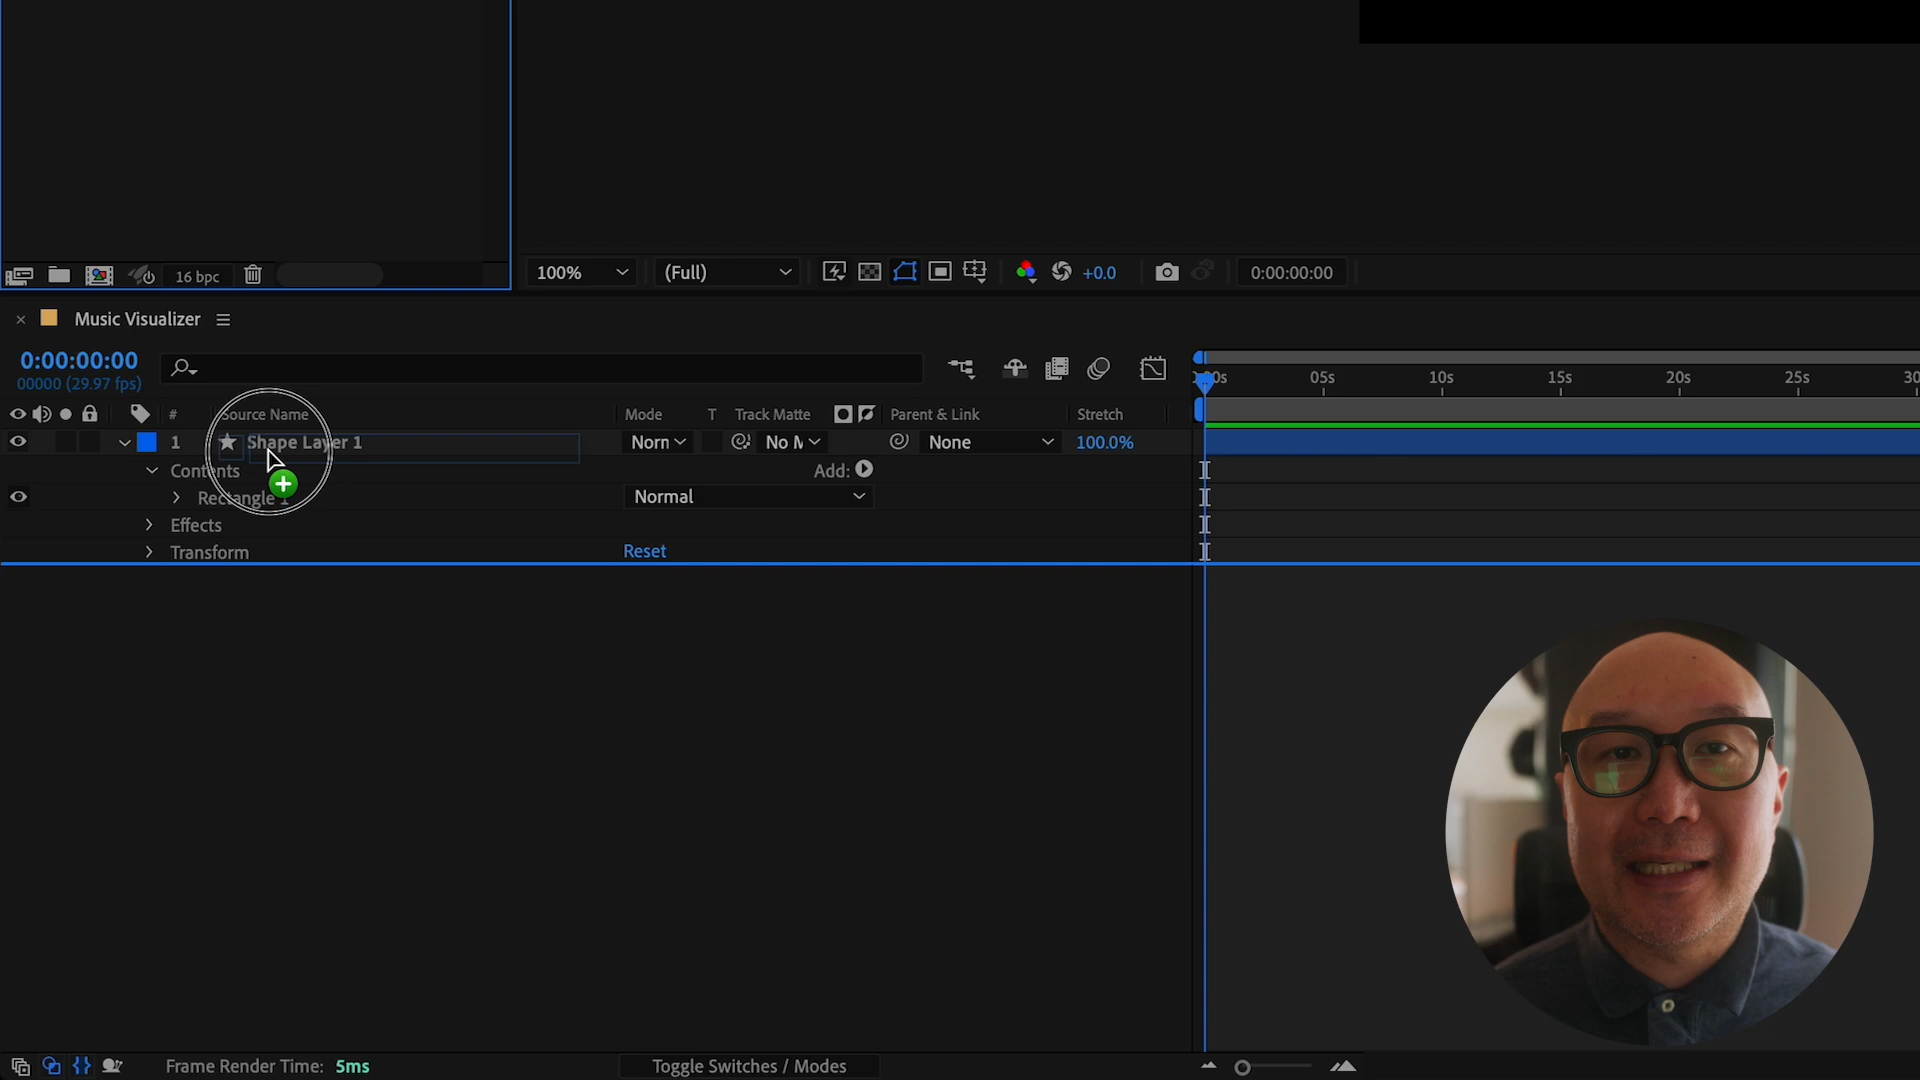 16 bpc
100%
(Full)
+0.0
0:00:00:00
Music Visualizer
0:00:00:00
00000 (29.97 fps)
05s
10s
15s
20s
25s
# Source Name Mode T Track Matte Parent & Link Stretch
1 Shape Layer 1 Norn No M None 100.0%
Contents Add:
Rectangle 1 Normal
Effects
Transform Reset
Frame Render Time: 5ms
Toggle Switches / Modes